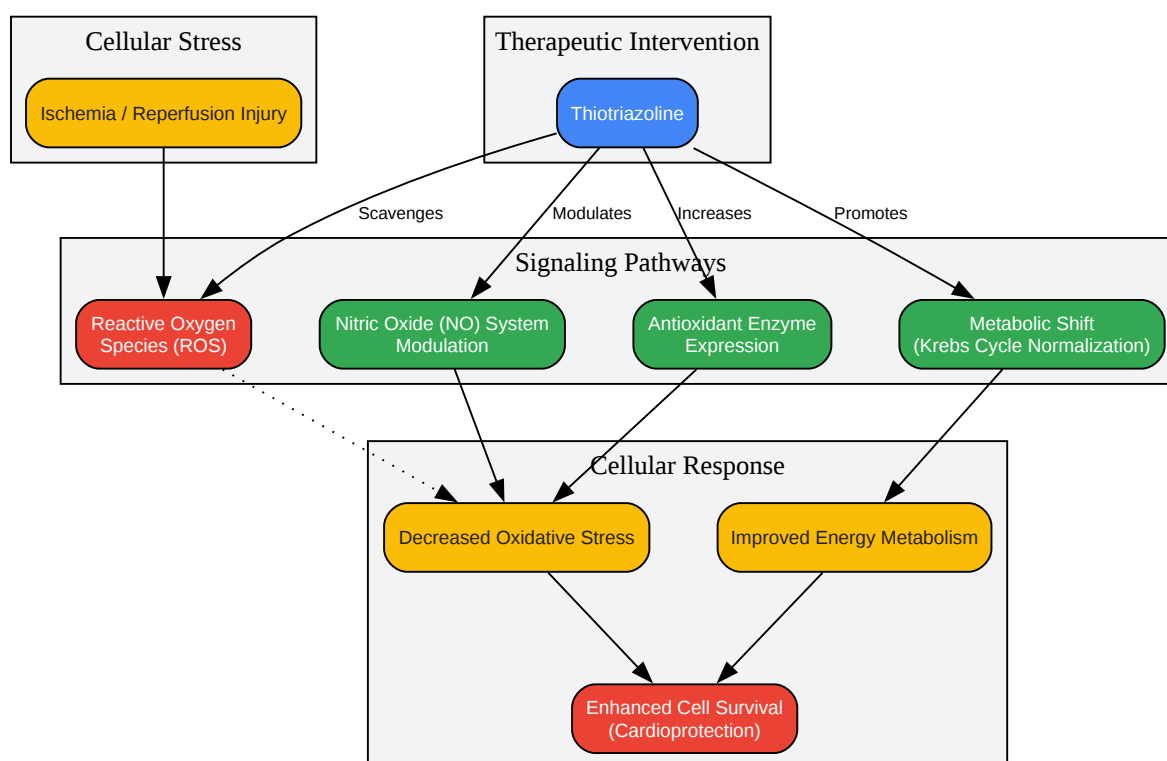 Cellular Stress
Therapeutic Intervention
Ischemia / Reperfusion Injury
Thiotriazoline
Scavenges
Modulates
Increases
Promotes
Signaling Pathways
Reactive Oxygen
Species (ROS)
Nitric Oxide (NO) System
Modulation
Antioxidant Enzyme
Expression
Metabolic Shift
(Krebs Cycle Normalization)
Cellular Response
Decreased Oxidative Stress
Improved Energy Metabolism
Enhanced Cell Survival
(Cardioprotection)